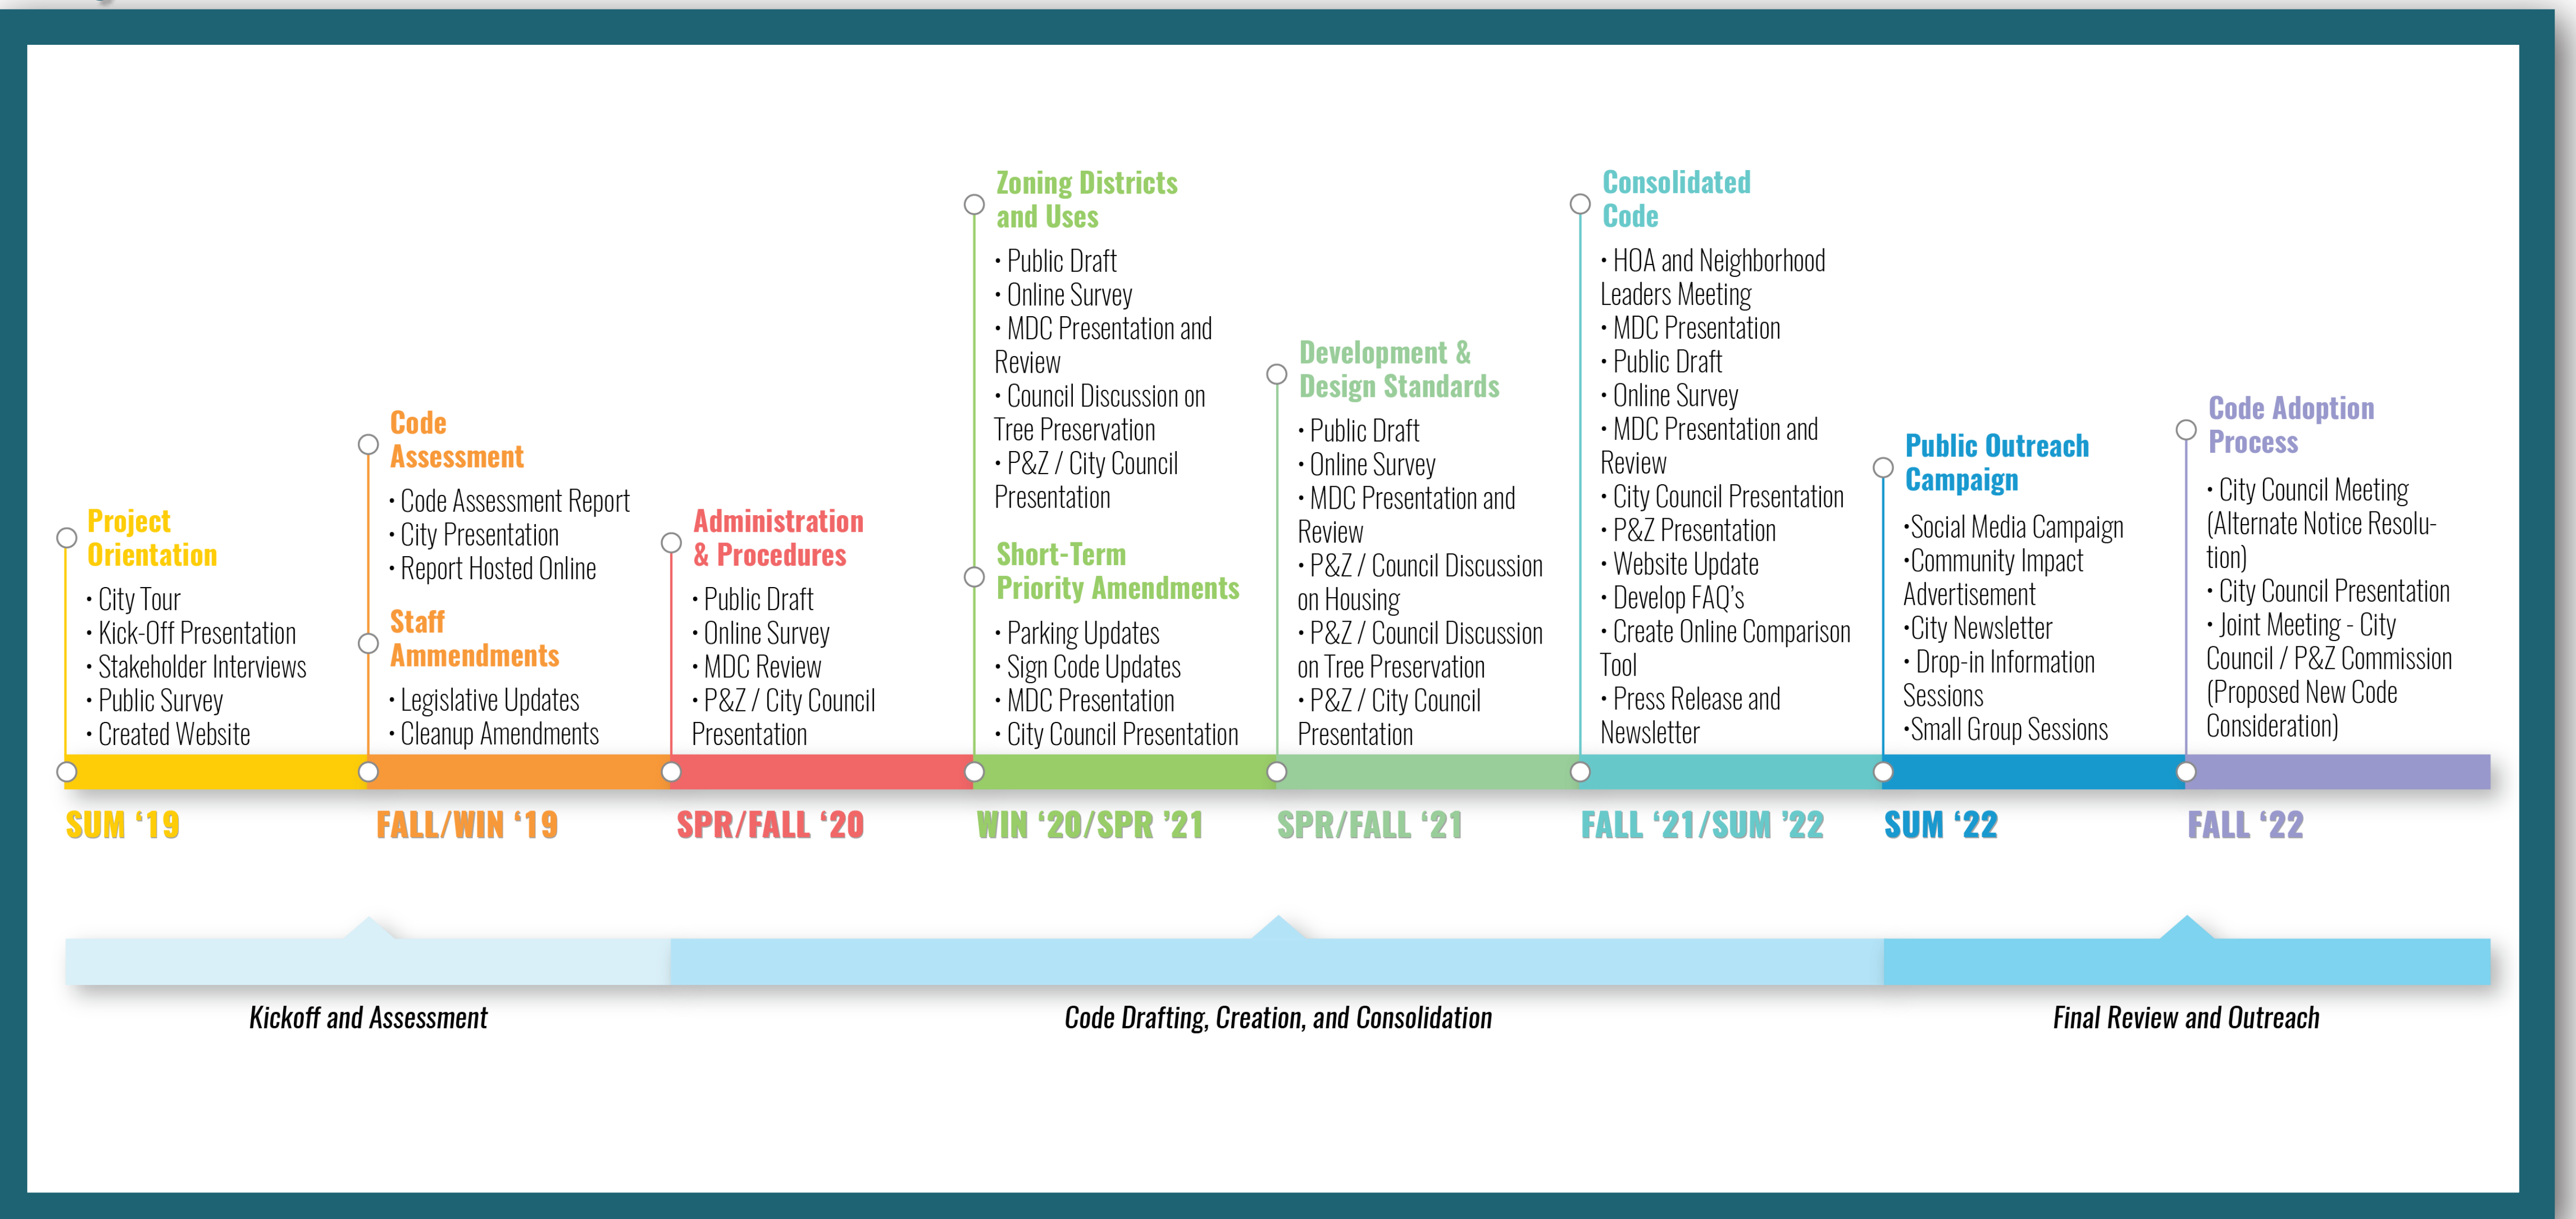 Project
Orientation
• City Tour
• Kick-Off Presentation
• Stakeholder Interviews
• Public Survey
• Created Website
SUM ‘19
Code
Assessment
• Code Assessment Report
• City Presentation
• Report Hosted Online
Staff
Ammendments
• Legislative Updates
• Cleanup Amendments
FALL/WIN ‘19
Administration
& Procedures
• Public Draft
• Online Survey
• MDC Review
• P&Z / City Council
Presentation
SPR/FALL ‘20
Zoning Districts
and Uses
• Public Draft
• Online Survey
• MDC Presentation and
Review
• Council Discussion on
Tree Preservation
• P&Z / City Council
Presentation
Short-Term
Priority Amendments
• Parking Updates
• Sign Code Updates
• MDC Presentation
• City Council Presentation
WIN ‘20/SPR ’21
Development &
Design Standards
• Public Draft
• Online Survey
• MDC Presentation and
Review
• P&Z / Council Discussion
on Housing
• P&Z / Council Discussion
on Tree Preservation
• P&Z / City Council
Presentation
SPR/FALL ‘21
Consolidated
Code
• HOA and Neighborhood
Leaders Meeting
• MDC Presentation
• Public Draft
• Online Survey
• MDC Presentation and
Review
• City Council Presentation
• P&Z Presentation
• Website Update
• Develop FAQ’s
• Create Online Comparison
Tool
• Press Release and
Newsletter
FALL ‘21/SUM ’22
Public Outreach
Campaign
•Social Media Campaign
•Community Impact
Advertisement
•City Newsletter
• Drop-in Information
Sessions
•Small Group Sessions
SUM ‘22
Code Adoption
Process
• City Council Meeting
(Alternate Notice Resolu-
tion)
• City Council Presentation
• Joint Meeting - City
Council / P&Z Commission
(Proposed New Code
Consideration)
FALL ‘22
Kickoff and Assessment
Code Drafting, Creation, and Consolidation
Final Review and Outreach